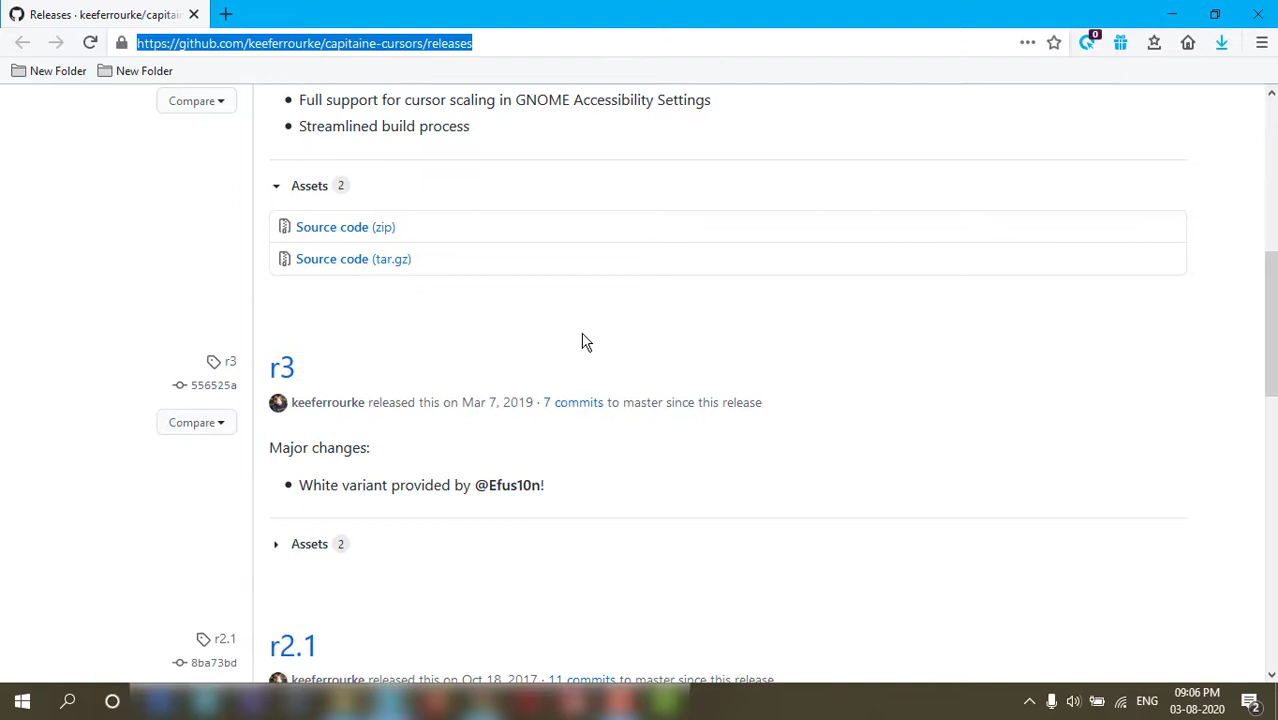 Releases · keeferrourke/capitain
https://github.com/keeferrourke/capitaine-cursors/releases
0
New Folder
New Folder
Compare
Full support for cursor scaling in GNOME Accessibility Settings
Streamlined build process
Assets 2
Source code (zip)
Source code (tar.gz)
r3
556525a
Compare
r3
keeferrourke released this on Mar 7, 2019 · 7 commits to master since this release
Major changes:
White variant provided by @Efus10n!
Assets 2
r2.1
8ba73bd
r2.1
keeferrourke released this on Oct 18, 2017 · 11 commits to master since this release
ENG
09:06 PM
03-08-2020
2